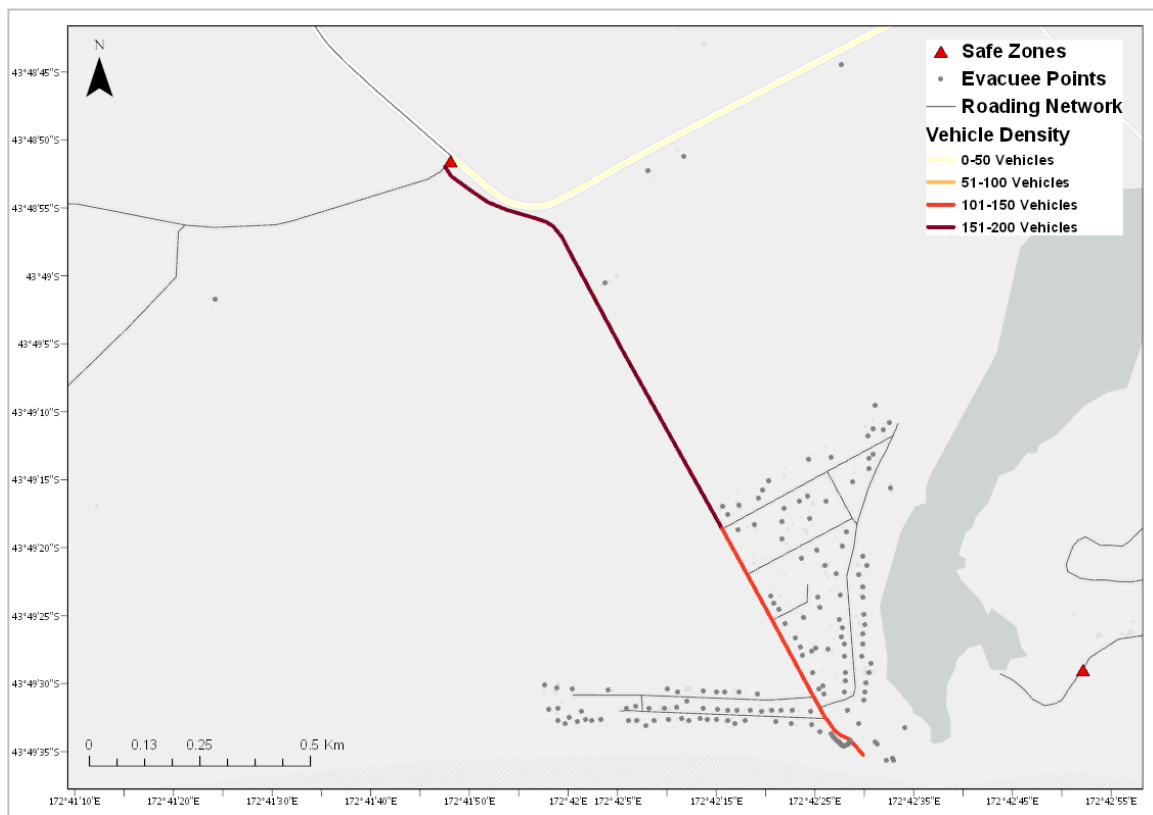 N
Safe Zones
Evacuee Points
Roading Network
Vehicle Density
0-50 Vehicles
51-100 Vehicles
101-150 Vehicles
151-200 Vehicles
43°48'45"S
43°48'50"S
43°48'55"S
43°49'S
43°49'5"S
43°49'10"S
43°49'15"S
43°49'20"S
43°49'25"S
43°49'30"S
43°49'35"S
0 0.13 0.25 0.5 Km
172°41'10"E 172°41'20"E 172°41'30"E 172°41'40"E 172°41'50"E 172°42'E 172°42'5"E 172°42'15"E 172°42'25"E 172°42'35"E 172°42'45"E 172°42'55"E